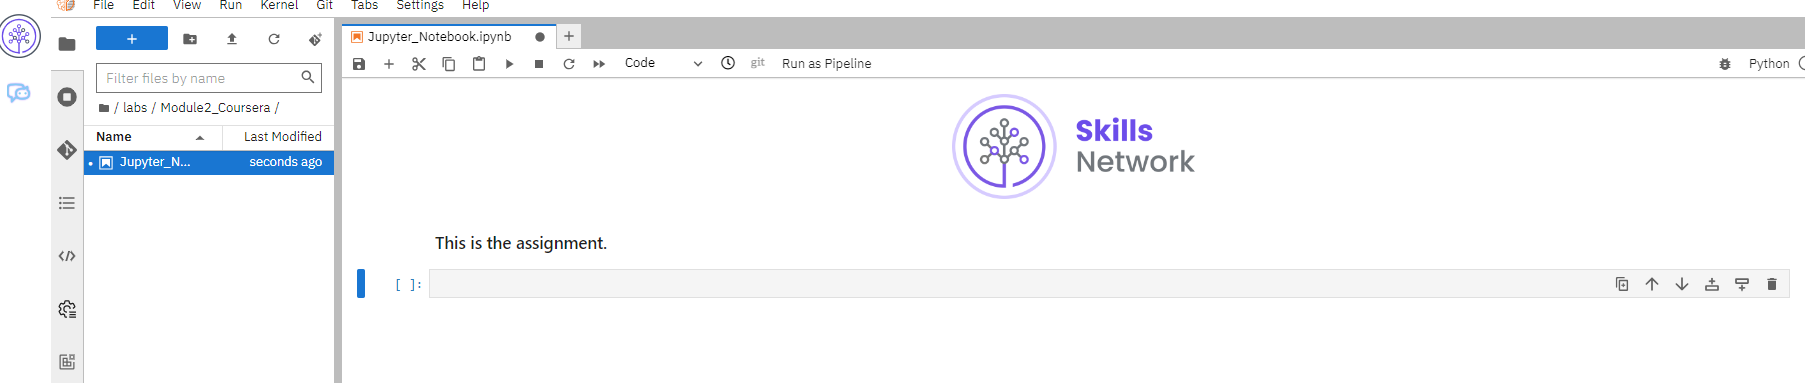 File Edit View Run Kernel Git Tabs Settings Help
Jupyter_Notebook.ipynb
Code
git
Run as Pipeline
Python
Filter files by name
/ labs / Module2_Coursera /
Name Last Modified
Jupyter_N... seconds ago
Skills
Network
This is the assignment.
[ ]: